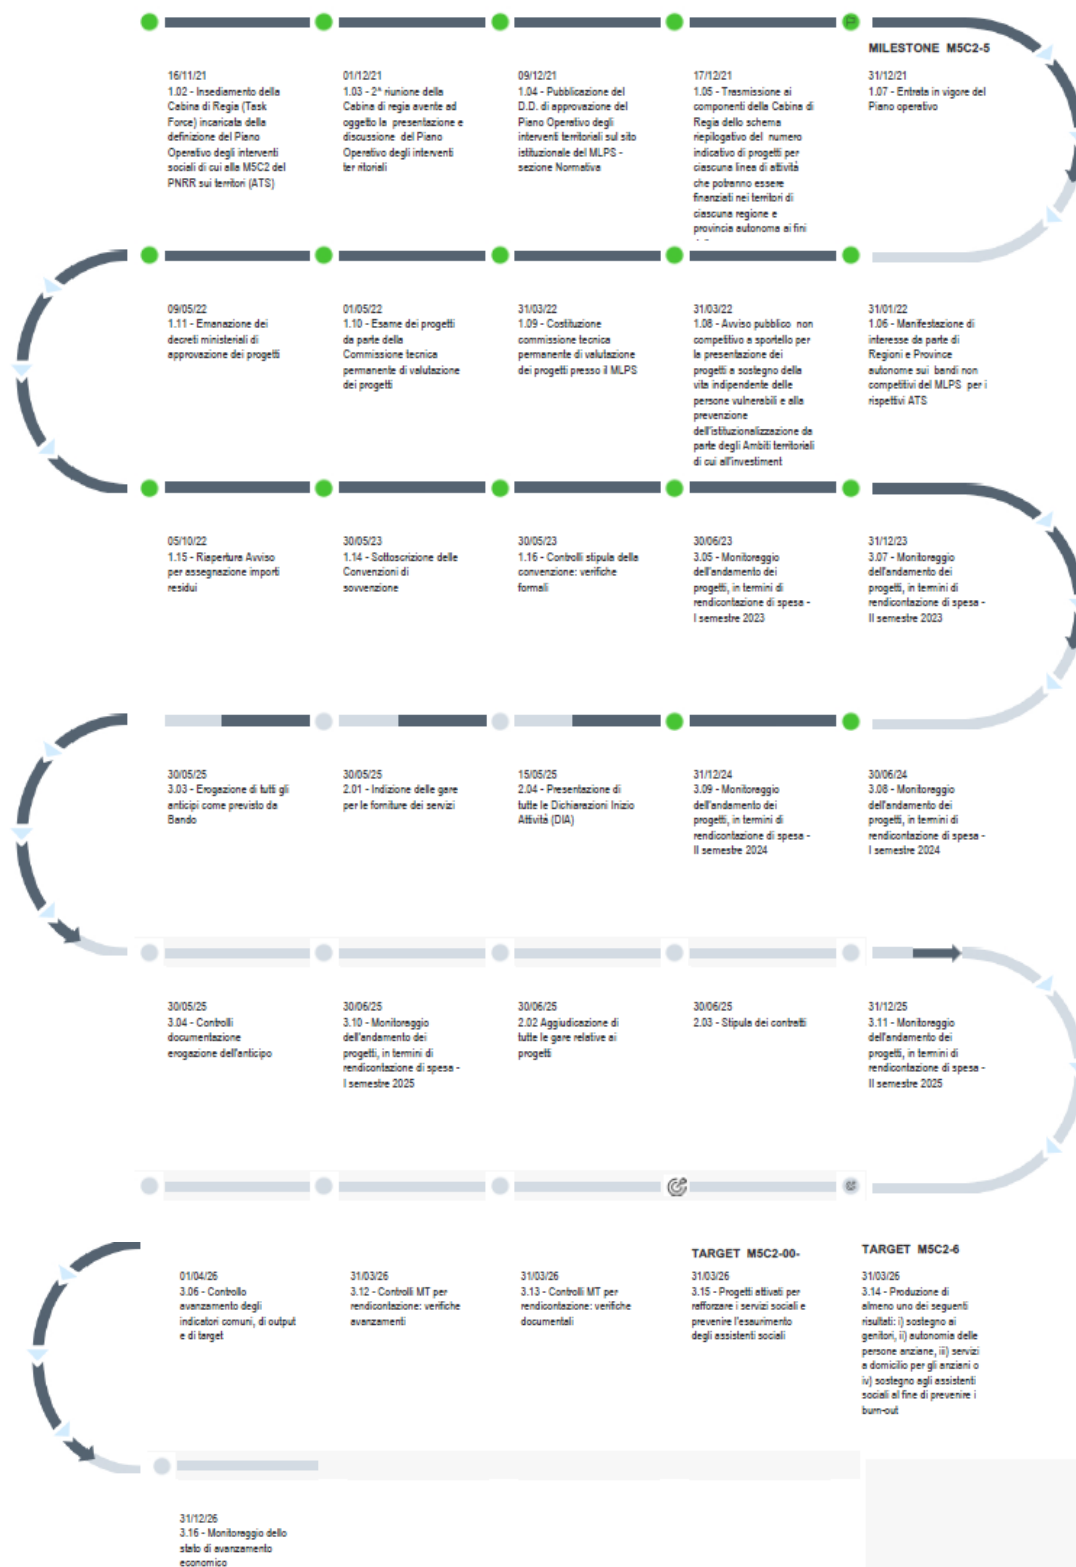 MILESTONE M5C2-5
16/11/21
1.02 - Insediamento della
Cabina di Regia (Task
Force) incaricata della
definizione del Piano
Operativo degli interventi
sociali di cui alla M5C2 del
PNRR sui territori (ATS)
01/12/21
1.03 - 2ª riunione della
Cabina di regia avente ad
oggetto la presentazione e
discussione del Piano
Operativo degli interventi
ter ritoriali
09/12/21
1.04 - Pubblicazione del
D.D. di approvazione del
Piano Operativo degli
interventi territoriali sul sito
istituzionale del MLPS -
sezione Normativa
17/12/21
1.05 - Trasmissione ai
componenti della Cabina di
Regia dello schema
riepilogativo del numero
indicativo di progetti per
ciascuna linea di attività
che potranno essere
finanziati nei territori di
ciascuna regione e
provincia autonoma ai fini
31/12/21
1.07 - Entrata in vigore del
Piano operativo
09/05/22
1.11 - Emanazione dei
decreti ministeriali di
approvazione dei progetti
01/05/22
1.10 - Esame dei progetti
da parte della
Commissione tecnica
permanente di valutazione
dei progetti
31/03/22
1.09 - Costituzione
commissione tecnica
permanente di valutazione
dei progetti presso il MLPS
31/03/22
1.08 - Avviso pubblico non
competitivo a sportello per
la presentazione dei
progetti a sostegno della
vita indipendente delle
persone vulnerabili e alla
prevenzione
dell'istituzionalizzazione da
parte degli Ambiti territoriali
di cui all'investiment
31/01/22
1.06 - Manifestazione di
interesse da parte di
Regioni e Province
autonome sui bandi non
competitivi del MLPS per i
rispettivi ATS
05/10/22
1.15 - Riapertura Avviso
per assegnazione importi
residui
30/05/23
1.14 - Sottoscrizione delle
Convenzioni di
sovvenzione
30/05/23
1.16 - Controlli stipula della
convenzione: verifiche
formali
30/06/23
3.05 - Monitoraggio
dell'andamento dei
progetti, in termini di
rendicontazione di spesa -
I semestre 2023
31/12/23
3.07 - Monitoraggio
dell'andamento dei
progetti, in termini di
rendicontazione di spesa -
II semestre 2023
30/05/25
3.03 - Erogazione di tutti gli
anticipi come previsto da
Bando
30/05/25
2.01 - Indizione delle gare
per le forniture dei servizi
15/05/25
2.04 - Presentazione di
tutte le Dichiarazioni Inizio
Attività (DIA)
31/12/24
3.09 - Monitoraggio
dell'andamento dei
progetti, in termini di
rendicontazione di spesa -
II semestre 2024
30/06/24
3.08 - Monitoraggio
dell'andamento dei
progetti, in termini di
rendicontazione di spesa -
I semestre 2024
30/05/25
3.04 - Controlli
documentazione
erogazione dell'anticipo
30/06/25
3.10 - Monitoraggio
dell'andamento dei
progetti, in termini di
rendicontazione di spesa -
I semestre 2025
30/06/25
2.02 Aggiudicazione di
tutte le gare relative ai
progetti
30/06/25
2.03 - Stipula dei contratti
31/12/25
3.11 - Monitoraggio
dell'andamento dei
progetti, in termini di
rendicontazione di spesa -
II semestre 2025
01/04/26
3.06 - Controllo
avanzamento degli
indicatori comuni, di output
e di target
31/03/26
3.12 - Controlli MT per
rendicontazione: verifiche
avanzamenti
31/03/26
3.13 - Controlli MT per
rendicontazione: verifiche
documentali
TARGET M5C2-00-
31/03/26
3.15 - Progetti attivati per
rafforzare i servizi sociali e
prevenire l'esaurimento
degli assistenti sociali
TARGET M5C2-6
31/03/26
3.14 - Produzione di
almeno uno dei seguenti
risultati: i) sostegno ai
genitori, ii) autonomia delle
persone anziane, iii) servizi
a domicilio per gli anziani o
iv) sostegno agli assistenti
sociali al fine di prevenire i
burn-out
31/12/26
3.16 - Monitoraggio dello
stato di avanzamento
economico